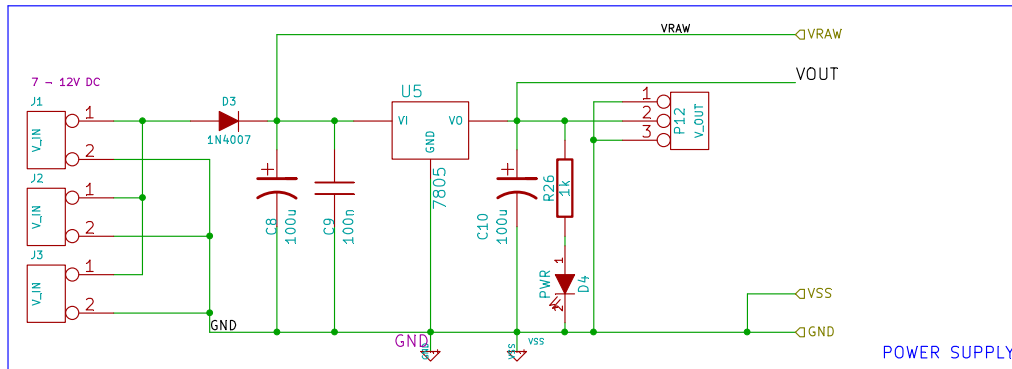 VRAW
VRAW
7 - 12V DC
VOUT
J1
V_IN
1
2
D3
1N4007
U5
VI
VO
GND
7805
1
2
3
P12
V_OUT
J2
V_IN
1
2
+
C8
100u
C9
100n
+
C10
100u
R26
1k
J3
V_IN
1
2
PWR
1
2
D4
VSS
GND
GND
GND
GND
VSS
VSS
POWER SUPPLY